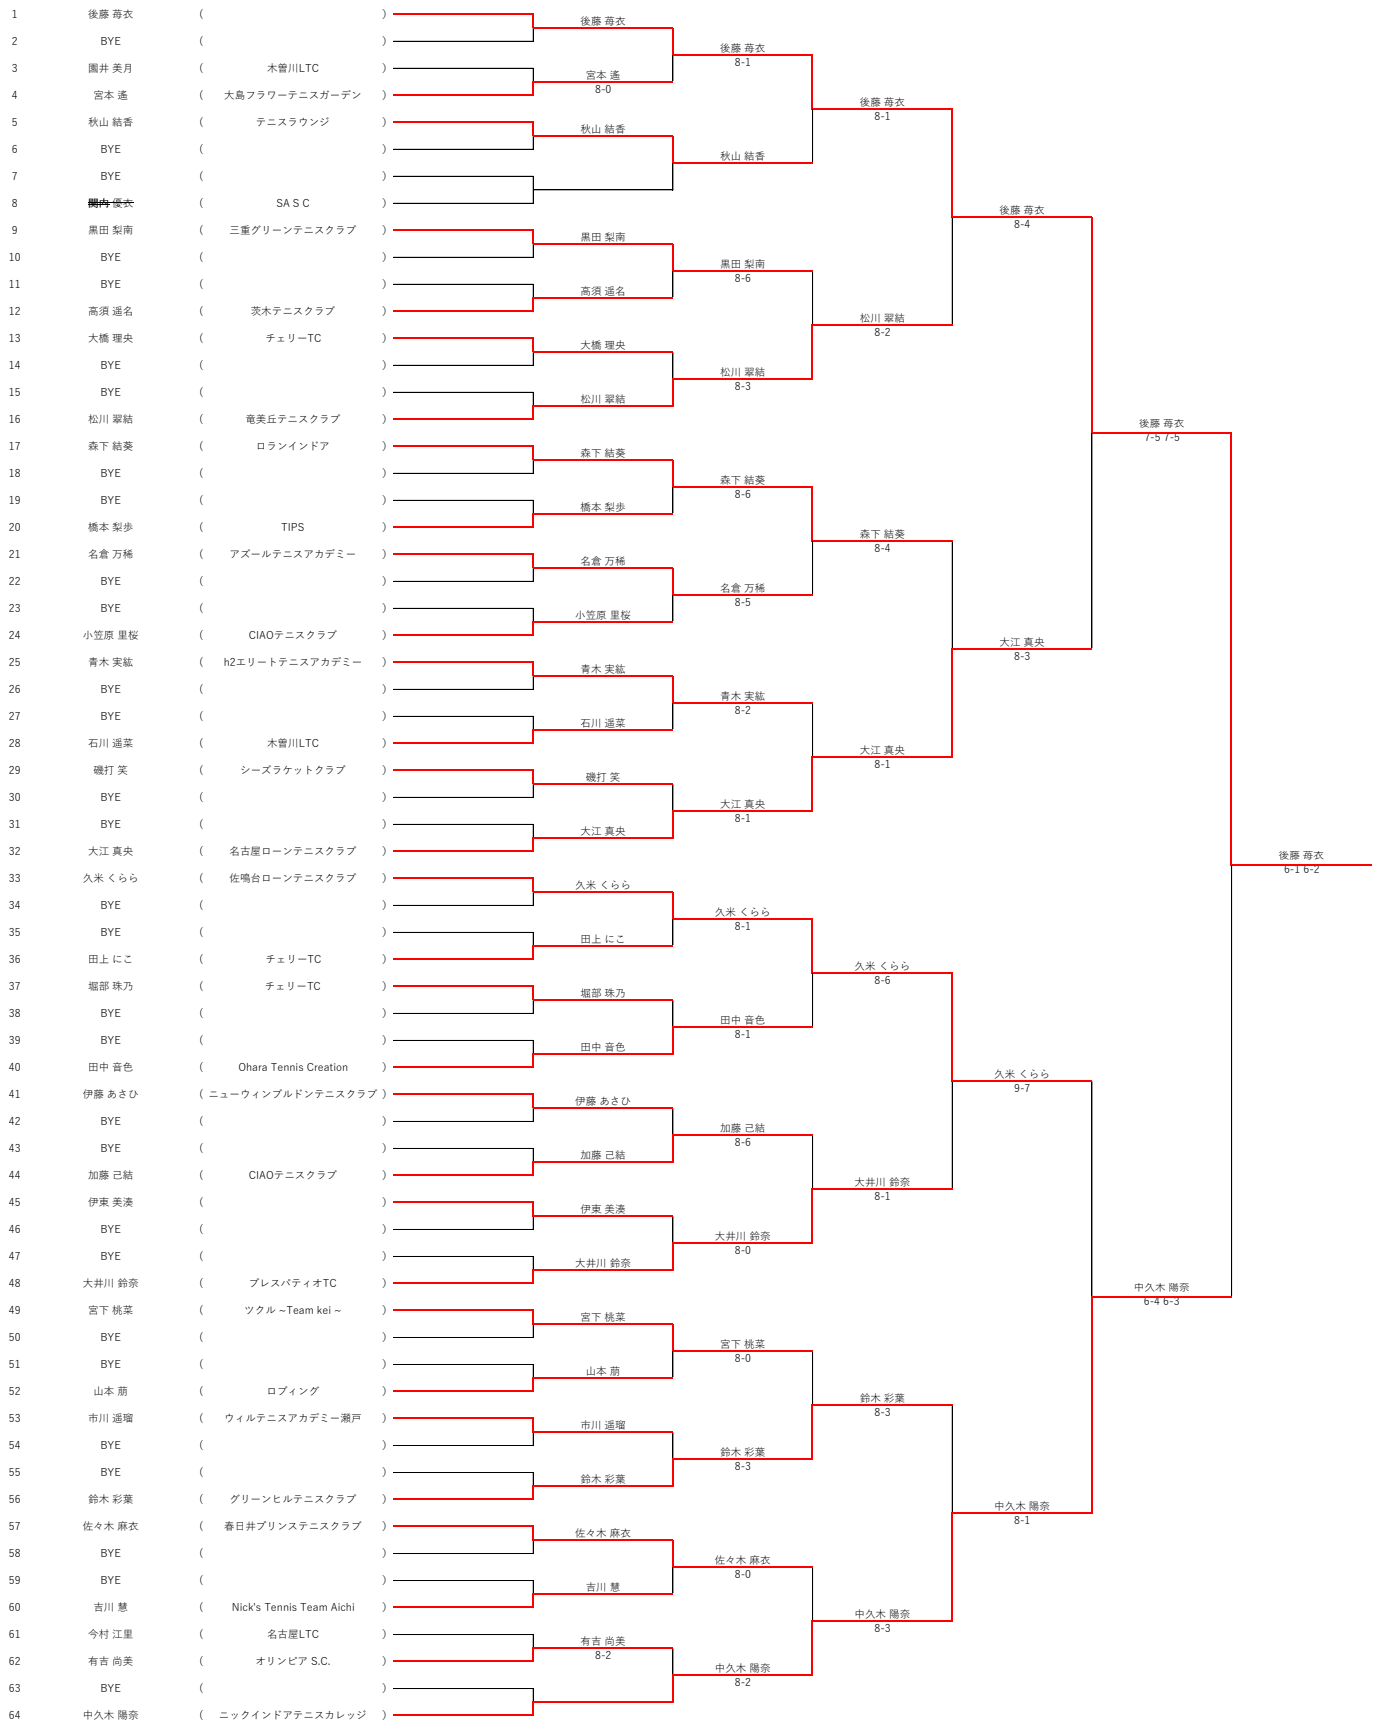 1 後藤 苺衣 ( )
2 BYE ( )
3 園井 美月 ( 木曽川LTC )
4 宮本 遙 ( 大島フラワーテニスガーデン )
5 秋山 結香 ( テニスラウンジ )
6 BYE ( )
7 BYE ( )
8 関内 優衣 ( SA S C )
9 黒田 梨南 ( 三重グリーンテニスクラブ )
10 BYE ( )
11 BYE ( )
12 高須 遥名 ( 茨木テニスクラブ )
13 大橋 理央 ( チェリーTC )
14 BYE ( )
15 BYE ( )
16 松川 翠結 ( 竜美丘テニスクラブ )
17 森下 結葵 ( ロランインドア )
18 BYE ( )
19 BYE ( )
20 橋本 梨歩 ( TIPS )
21 名倉 万稀 ( アズールテニスアカデミー )
22 BYE ( )
23 BYE ( )
24 小笠原 里桜 ( CIAOテニスクラブ )
25 青木 実紘 ( h2エリートテニスアカデミー )
26 BYE ( )
27 BYE ( )
28 石川 遥菜 ( 木曽川LTC )
29 磯打 笑 ( シーズラケットクラブ )
30 BYE ( )
31 BYE ( )
32 大江 真央 ( 名古屋ローンテニスクラブ )
33 久米 くらら ( 佐鳴台ローンテニスクラブ )
34 BYE ( )
35 BYE ( )
36 田上 にこ ( チェリーTC )
37 堀部 珠乃 ( チェリーTC )
38 BYE ( )
39 BYE ( )
40 田中 音色 ( Ohara Tennis Creation )
41 伊藤 あさひ ( ニューウィンブルドンテニスクラブ )
42 BYE ( )
43 BYE ( )
44 加藤 己結 ( CIAOテニスクラブ )
45 伊東 美湊 ( )
46 BYE ( )
47 BYE ( )
48 大井川 鈴奈 ( プレスパティオTC )
49 宮下 桃菜 ( ツクル ~Team kei ~ )
50 BYE ( )
51 BYE ( )
52 山本 萠 ( ロブィング )
53 市川 遥瑠 ( ウィルテニスアカデミー瀬戸 )
54 BYE ( )
55 BYE ( )
56 鈴木 彩葉 ( グリーンヒルテニスクラブ )
57 佐々木 麻衣 ( 春日井プリンステニスクラブ )
58 BYE ( )
59 BYE ( )
60 吉川 慧 ( Nick's Tennis Team Aichi )
61 今村 江里 ( 名古屋LTC )
62 有吉 尚美 ( オリンピア S.C. )
63 BYE ( )
64 中久木 陽奈 ( ニックインドアテニスカレッジ )
後藤 苺衣
宮本 遙
8-0
秋山 結香
黒田 梨南
高須 遥名
大橋 理央
松川 翠結
森下 結葵
橋本 梨歩
名倉 万稀
小笠原 里桜
青木 実紘
石川 遥菜
磯打 笑
大江 真央
久米 くらら
田上 にこ
堀部 珠乃
田中 音色
伊藤 あさひ
加藤 己結
伊東 美湊
大井川 鈴奈
宮下 桃菜
山本 萠
市川 遥瑠
鈴木 彩葉
佐々木 麻衣
吉川 慧
有吉 尚美
8-2
後藤 苺衣
8-1
秋山 結香
黒田 梨南
8-6
松川 翠結
8-3
森下 結葵
8-6
名倉 万稀
8-5
青木 実紘
8-2
大江 真央
8-1
久米 くらら
8-1
田中 音色
8-1
加藤 己結
8-6
大井川 鈴奈
8-0
宮下 桃菜
8-0
鈴木 彩葉
8-3
佐々木 麻衣
8-0
中久木 陽奈
8-2
後藤 苺衣
8-1
松川 翠結
8-2
森下 結葵
8-4
大江 真央
8-1
久米 くらら
8-6
大井川 鈴奈
8-1
鈴木 彩葉
8-3
中久木 陽奈
8-3
後藤 苺衣
8-4
大江 真央
8-3
久米 くらら
9-7
中久木 陽奈
8-1
後藤 苺衣
7-5 7-5
中久木 陽奈
6-4 6-3
後藤 苺衣
6-1 6-2